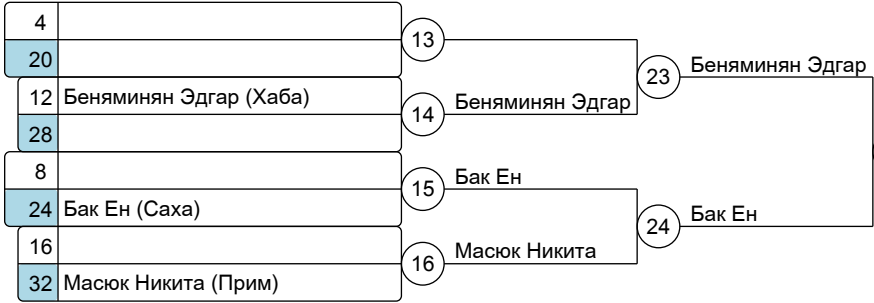 4
13
20
Беняминян Эдгар
23
12 Беняминян Эдгар (Хаба)
Беняминян Эдгар
14
28
8
Бак Ен
15
24 Бак Ен (Саха)
Бак Ен
24
16
Масюк Никита
16
32 Масюк Никита (Прим)